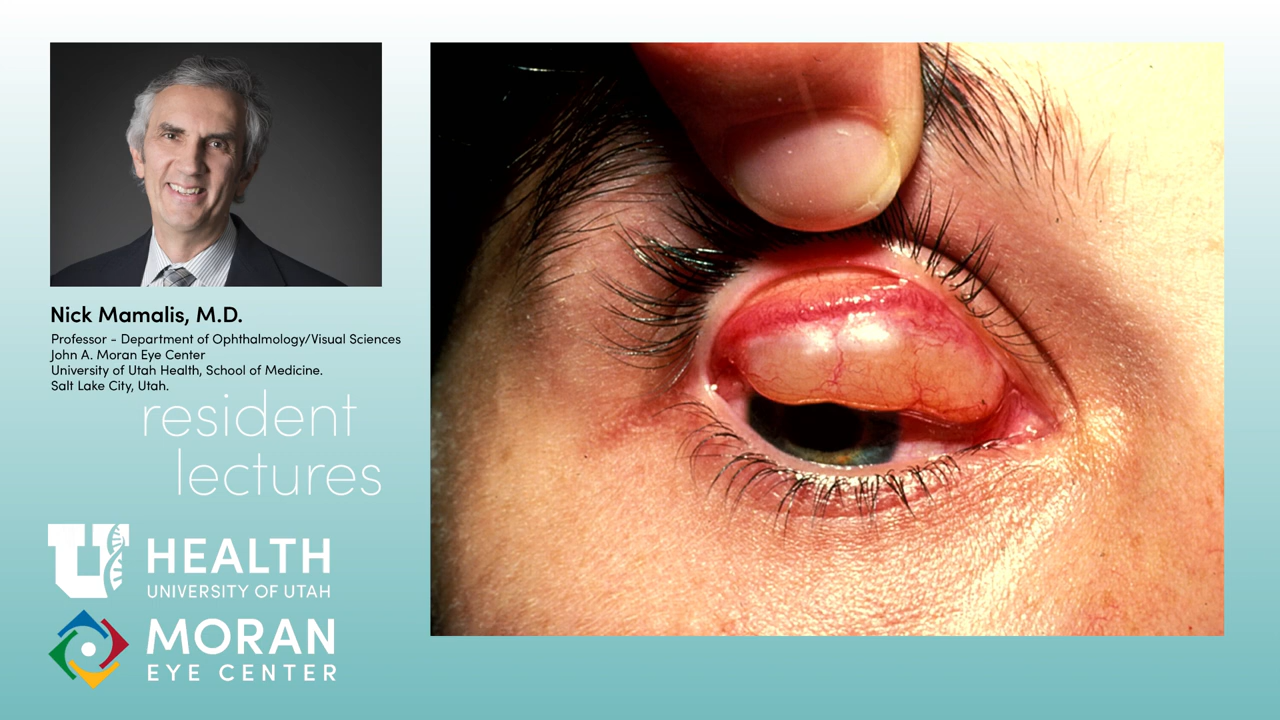 Nick Mamalis, M.D.
Professor - Department of Ophthalmology/Visual Sciences
John A. Moran Eye Center
University of Utah Health, School of Medicine.
Salt Lake City, Utah.
resident
lectures
U HEALTH
UNIVERSITY OF UTAH
MORAN
EYE CENTER